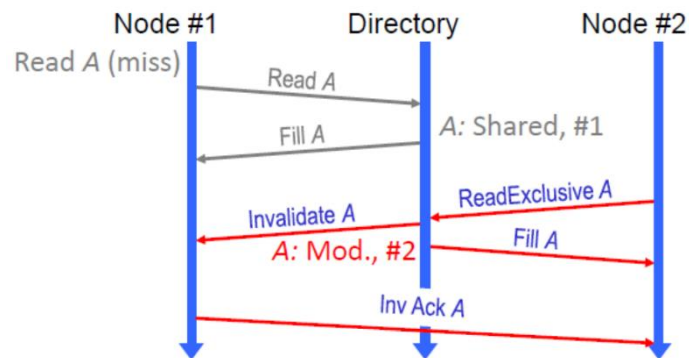 Node #1 Directory Node #2
Read A (miss)
Read A
A: Shared, #1
Fill A
ReadExclusive A
Invalidate A
A: Mod., #2
Fill A
Inv Ack A